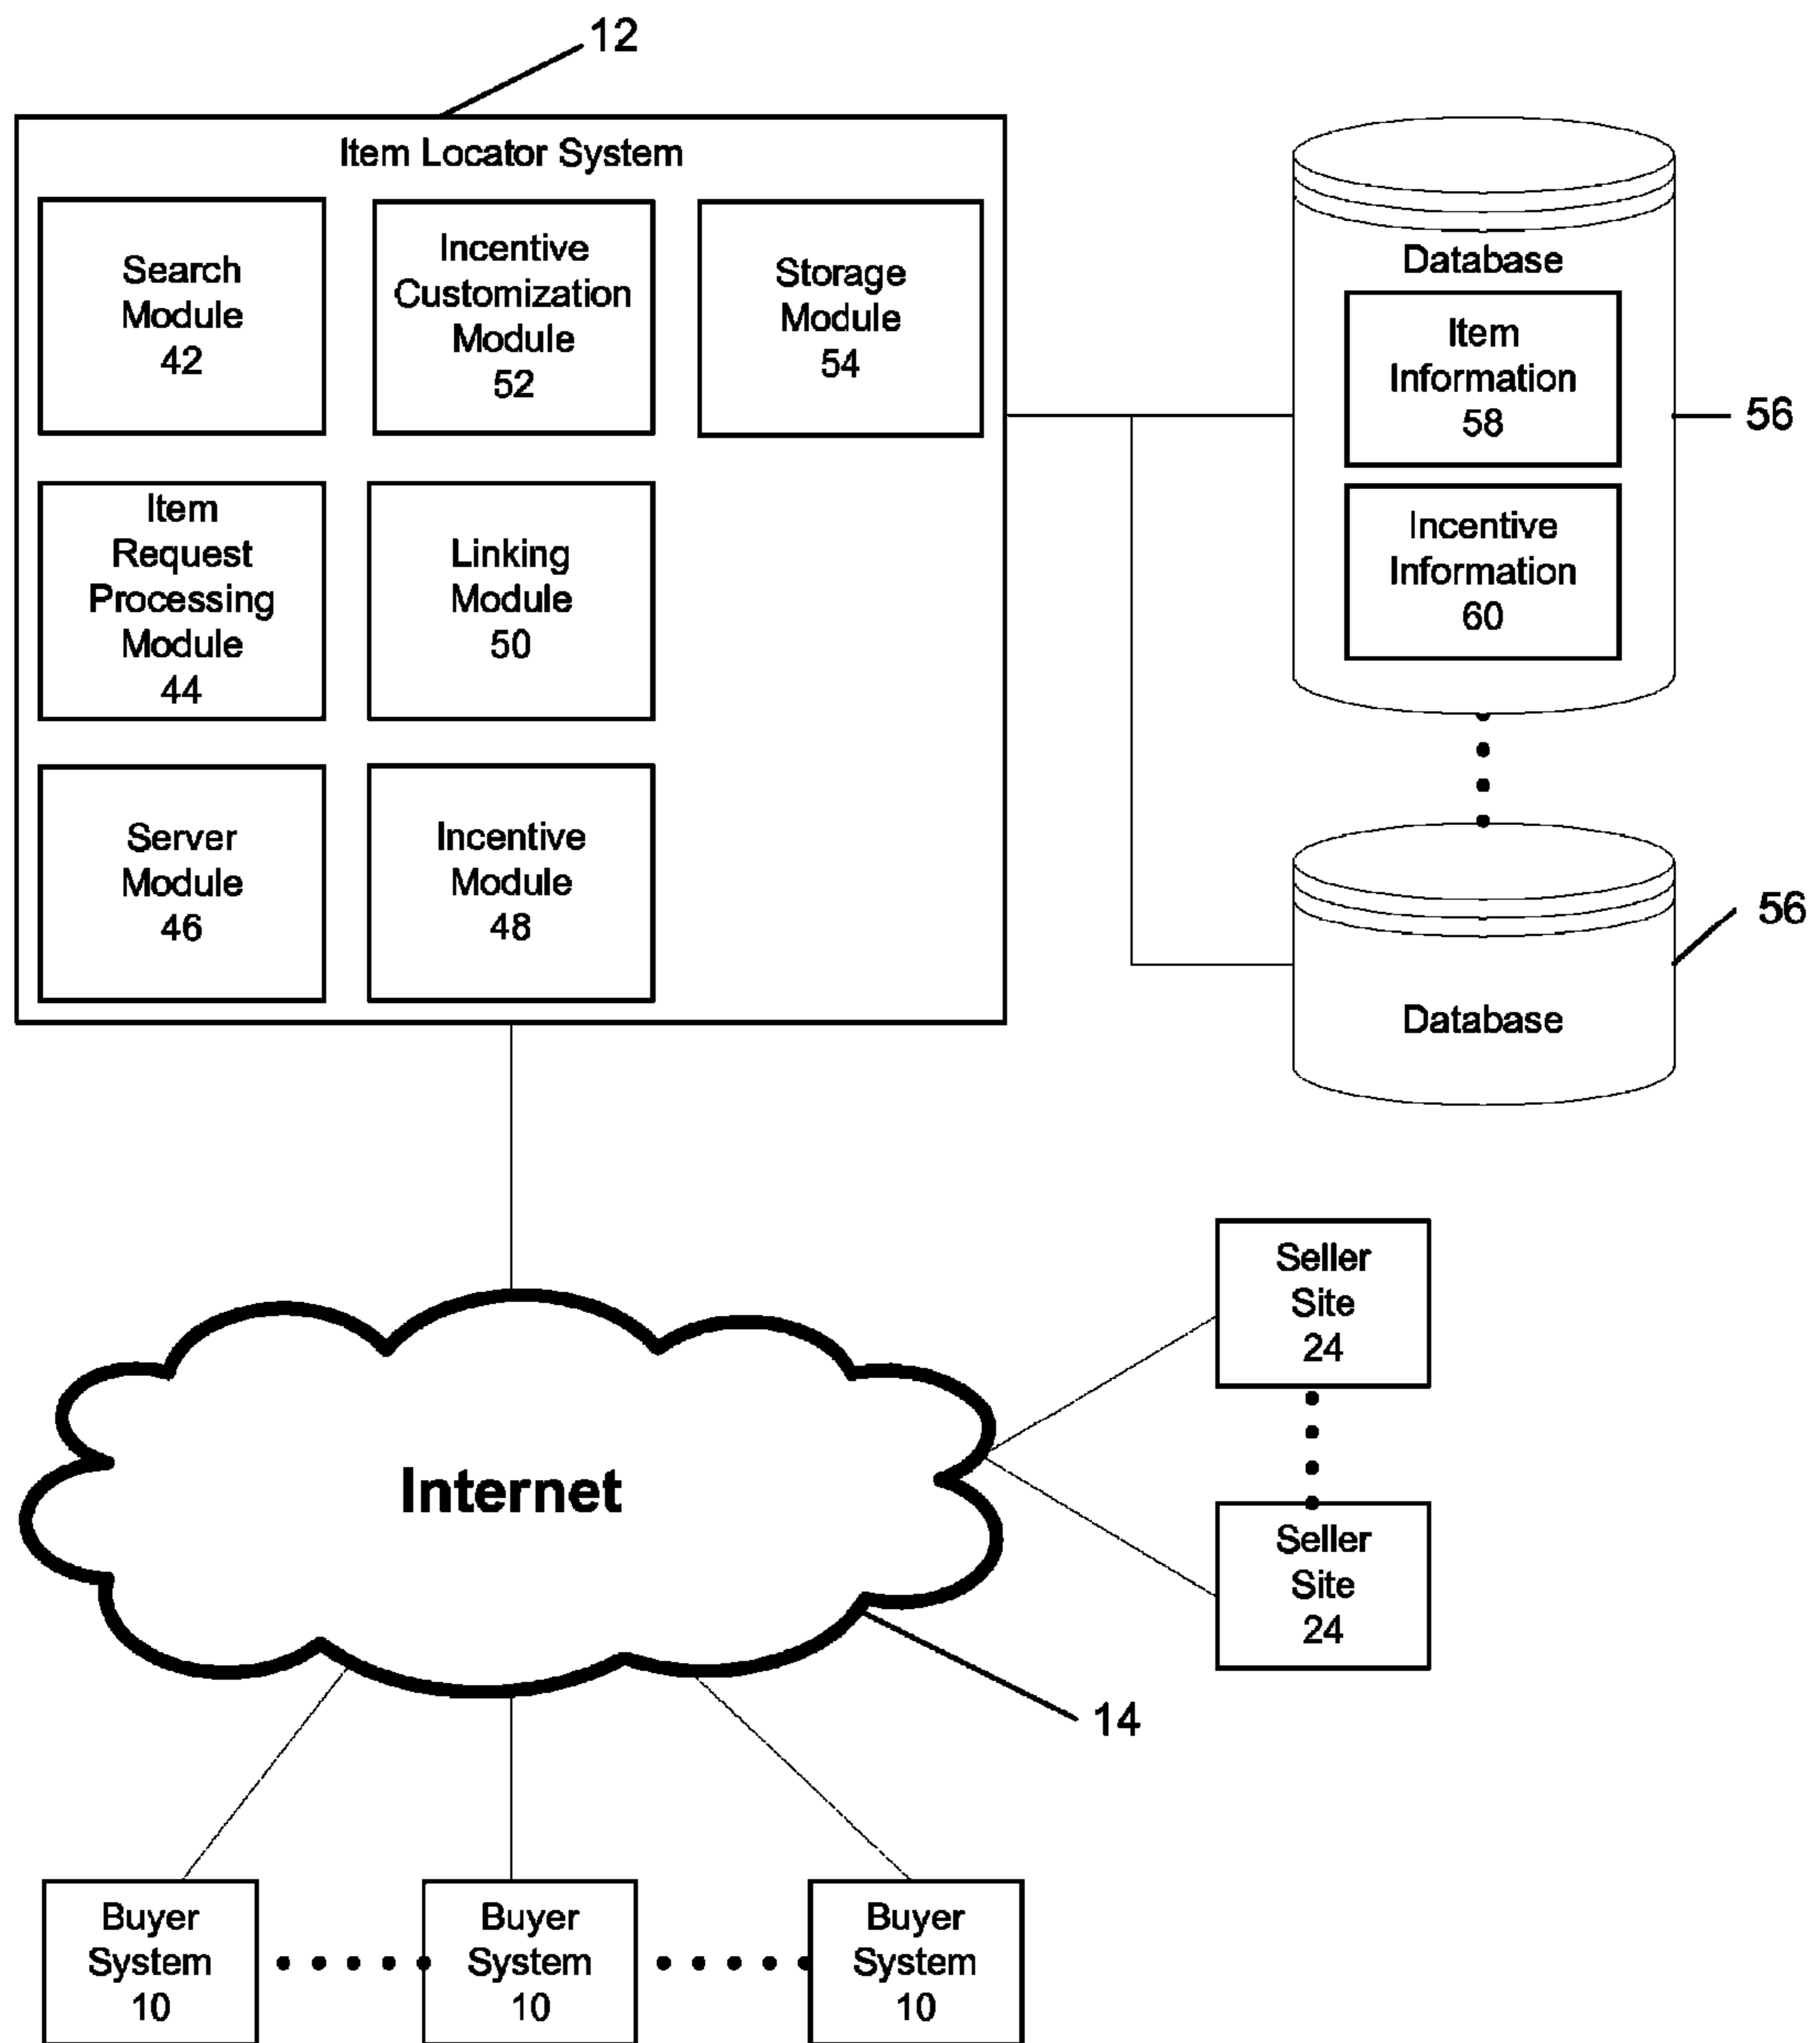 12
Item Locator System
Search
Module
42
Incentive
Customization
Module
52
Storage
Module
54
Item
Request
Processing
Module
44
Linking
Module
50
Server
Module
46
Incentive
Module
48
Database
Item
Information
58
Incentive
Information
60
56
Database
56
Internet
14
Seller
Site
24
Seller
Site
24
Buyer
System
10
Buyer
System
10
Buyer
System
10